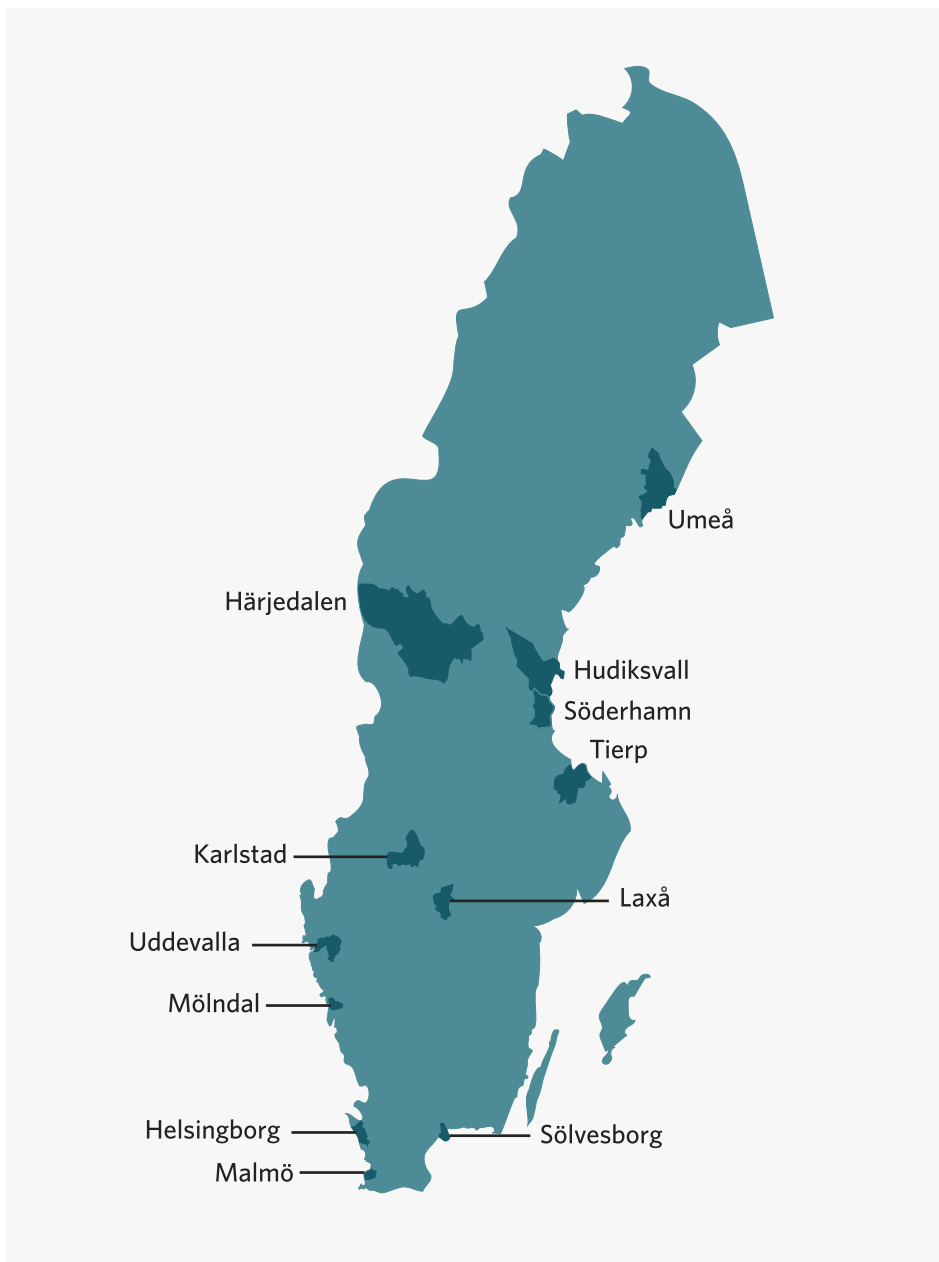 Umeå
Härjedalen
Hudiksvall
Söderhamn
Tierp
Karlstad
Laxå
Uddevalla
Mölndal
Helsingborg
Sölvesborg
Malmö